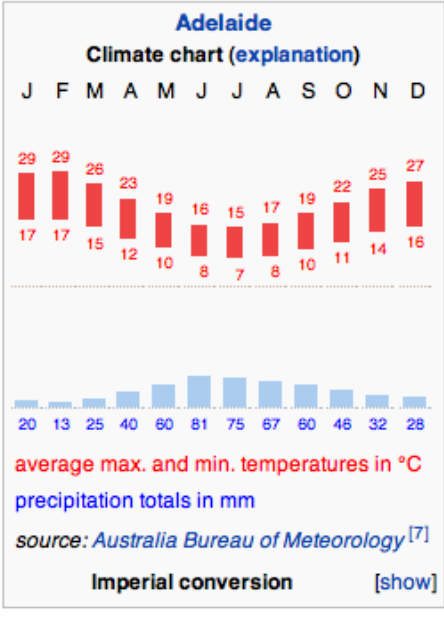 Adelaide
Climate chart (explanation)
J F M A M J J A S O N D
29 29 26 23 19 16 15 17 19 22 25 27
17 17 15 12 10 8 7 8 10 11 14 16
20 13 25 40 60 81 75 67 60 46 32 28
average max. and min. temperatures in °C
precipitation totals in mm
source: Australia Bureau of Meteorology [7]
Imperial conversion [show]